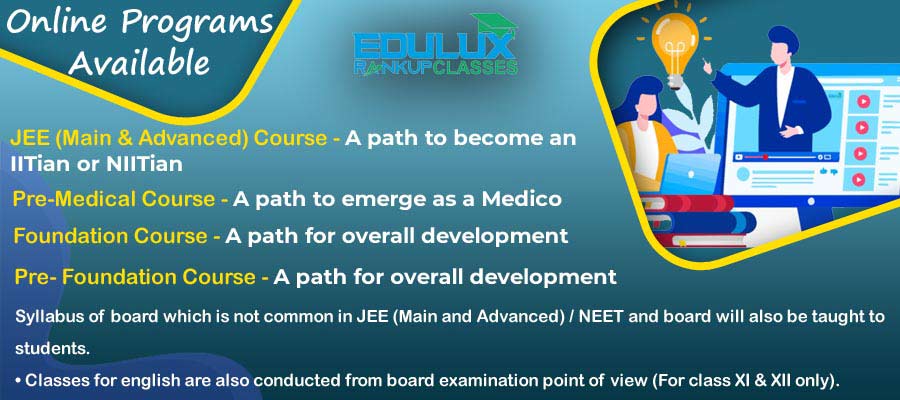 Online Programs
Available
EDULUX
RANKUPCLASSES
JEE (Main & Advanced) Course - A path to become an
IITian or NIITian
Pre-Medical Course - A path to emerge as a Medico
Foundation Course - A path for overall development
Pre- Foundation Course - A path for overall development
Syllabus of board which is not common in JEE (Main and Advanced) / NEET and board will also be taught to
students.
• Classes for english are also conducted from board examination point of view (For class XI & XII only).